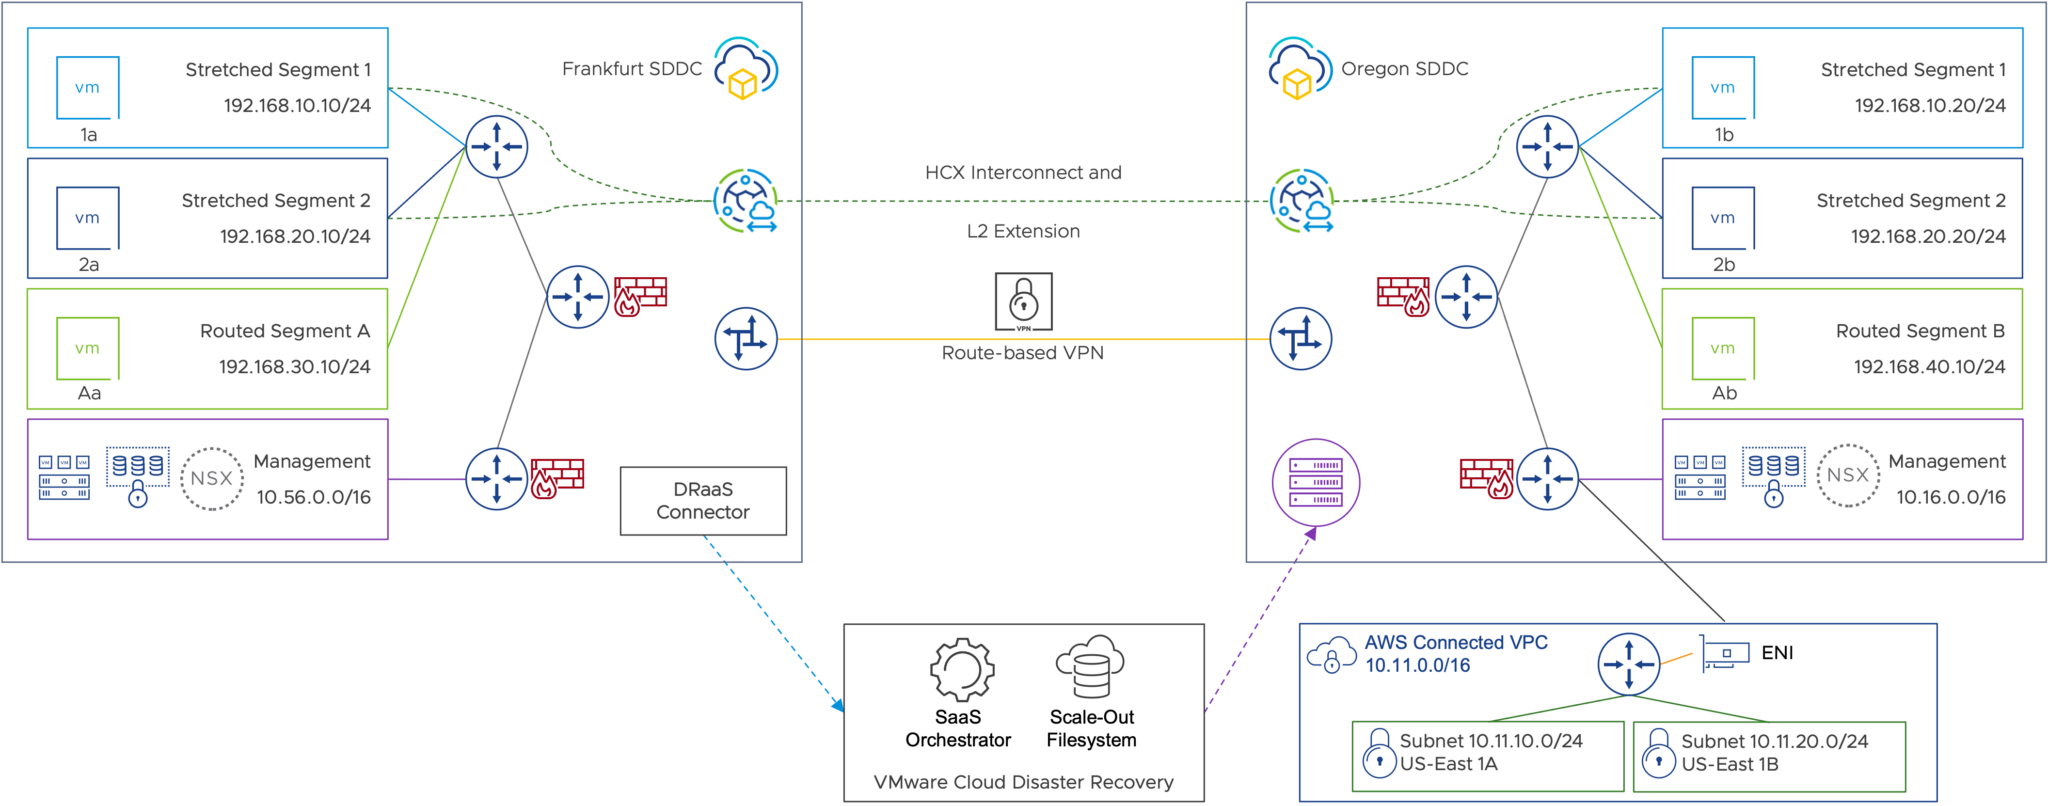 Frankfurt SDDC
vm
1a
Stretched Segment 1
192.168.10.10/24
vm
2a
Stretched Segment 2
192.168.20.10/24
vm
Aa
Routed Segment A
192.168.30.10/24
VM VM VM
NSX
Management
10.56.0.0/16
DRaaS
Connector
HCX Interconnect and
L2 Extension
VPN
Route-based VPN
Oregon SDDC
vm
1b
Stretched Segment 1
192.168.10.20/24
vm
2b
Stretched Segment 2
192.168.20.20/24
vm
Ab
Routed Segment B
192.168.40.10/24
VM VM VM
NSX
Management
10.16.0.0/16
SaaS
Orchestrator
Scale-Out
Filesystem
VMware Cloud Disaster Recovery
AWS Connected VPC
10.11.0.0/16
ENI
Subnet 10.11.10.0/24
US-East 1A
Subnet 10.11.20.0/24
US-East 1B